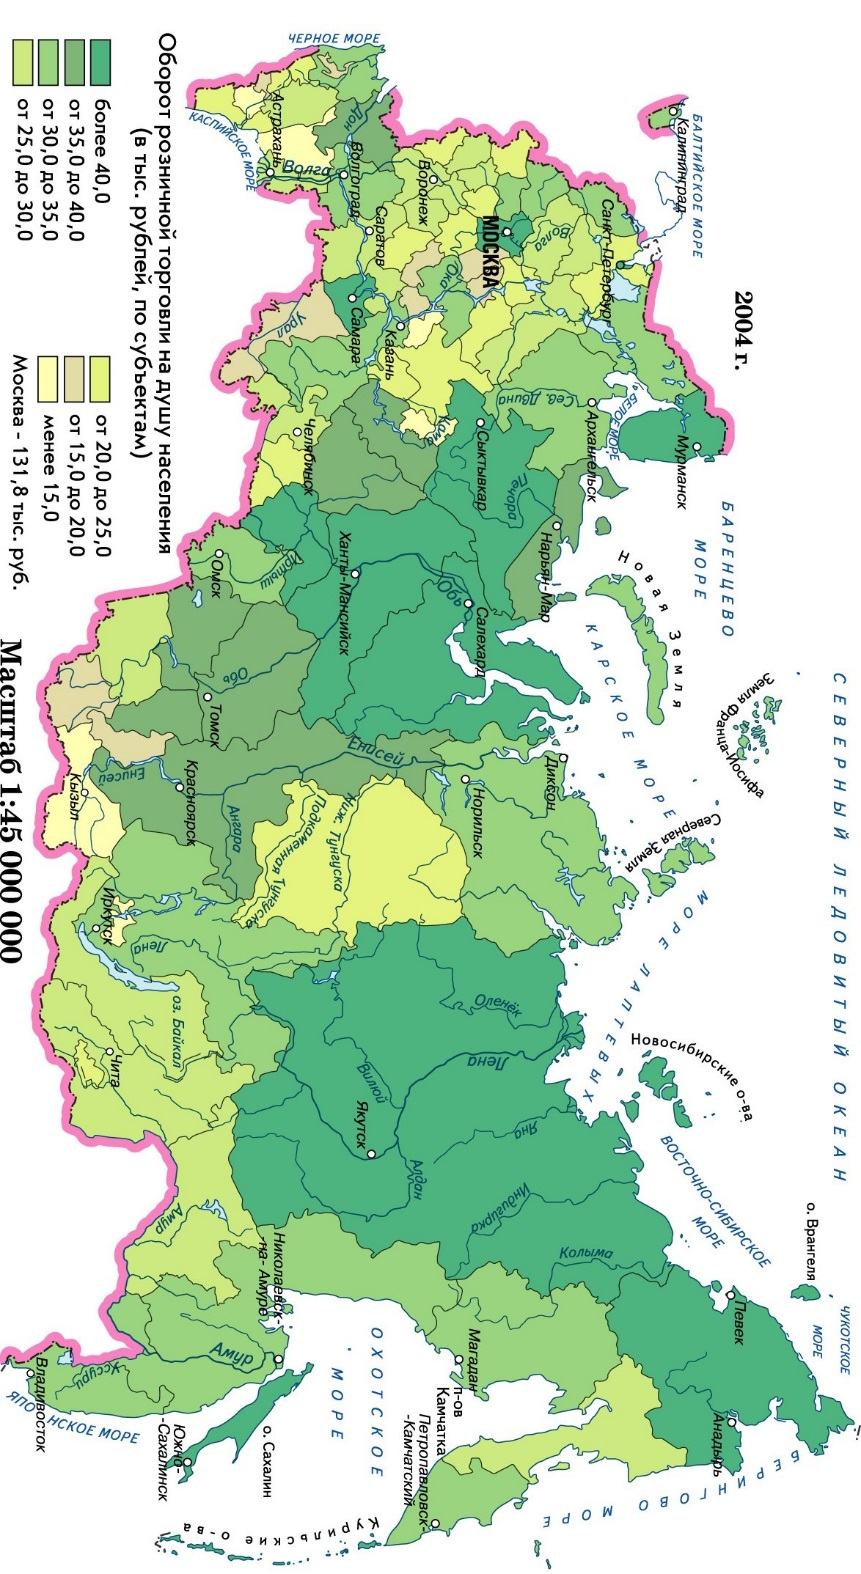 2004 г.
СЕВЕРНЫЙ ЛЕДОВИТЫЙ ОКЕАН
БАЛТИЙСКОЕ МОРЕ
Калининград
БАРЕНЦЕВО
МОРЕ
Земля Франца-Иосифа
Новая Земля
КАРСКОЕ МОРЕ
Северная Земля
МОРЕ ЛАПТЕВЫХ
Новосибирские о-ва
ВОСТОЧНО-СИБИРСКОЕ
МОРЕ
о. Врангеля
ЧУКОТСКОЕ
МОРЕ
Мурманск
БЕЛОЕ МОРЕ
Санкт-Петербург
Архангельск
Сев. Двина
Нарьян-Мар
Печора
Диксон
Норильск
Певек
Анадырь
БЕРИНГОВО МОРЕ
Волга
МОСКВА
Ока
Сыктывкар
Кама
Салехард
Обь
Оленёк
Лена
Яна
Индигирка
Колыма
Магадан
п-ов
Камчатка
Петропавловск-
-Камчатский
Воронеж
Казань
Саратов
Самара
Волгоград
Дон
Волга
Астрахань
ЧЕРНОЕ МОРЕ
КАСПИЙСКОЕ МОРЕ
Урал
Челябинск
Ханты-Мансийск
Иртыш
Омск
Обь
Томск
Енисей
Ниж. Тунгуска
Подкаменная Тунгуска
Ангара
Красноярск
Енисей
Кызыл
Вилюй
Якутск
Алдан
Лена
Иркутск
оз. Байкал
Чита
Амур
Николаевск-
-на-Амуре
Амур
Уссури
Владивосток
ЯПОНСКОЕ МОРЕ
Южно-
-Сахалинск
о. Сахалин
ОХОТСКОЕ
МОРЕ
Курильские о-ва
Оборот розничной торговли на душу населения
(в тыс. рублей, по субъектам)
более 40,0
от 35,0 до 40,0
от 30,0 до 35,0
от 25,0 до 30,0
от 20,0 до 25,0
от 15,0 до 20,0
менее 15,0
Москва - 131,8 тыс. руб.
Масштаб 1:45 000 000